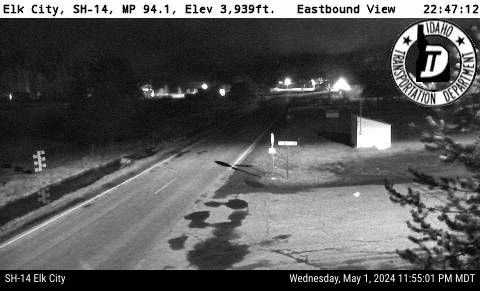 Elk City, SH-14, MP 94.1, Elev 3,939ft. Eastbound View 22:47:12
IDAHO
TRANSPORTATION DEPARTMENT
SH-14 Elk City Wednesday, May 1, 2024 11:55:01 PM MDT